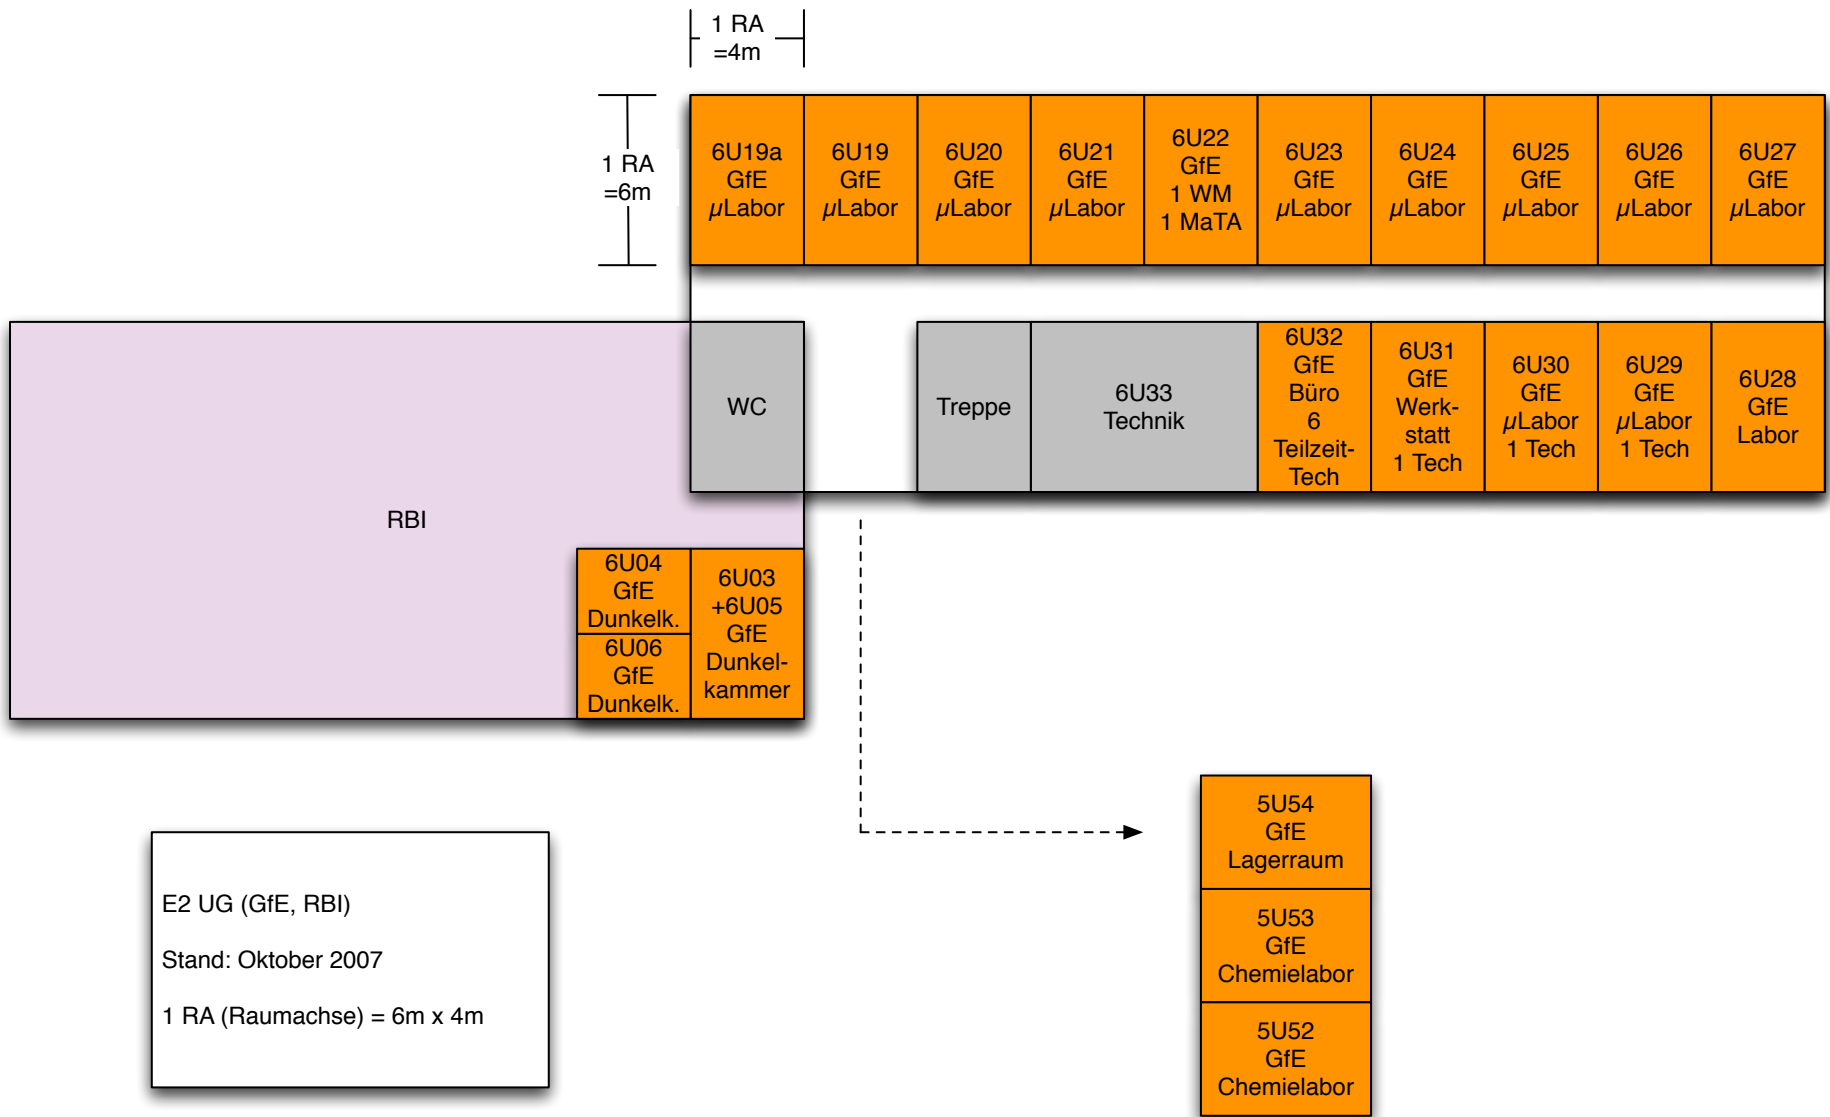 1 RA
=4m
1 RA
=6m
6U19a
GfE
µLabor
6U19
GfE
µLabor
6U20
GfE
µLabor
6U21
GfE
µLabor
6U22
GfE
1 WM
1 MaTA
6U23
GfE
µLabor
6U24
GfE
µLabor
6U25
GfE
µLabor
6U26
GfE
µLabor
6U27
GfE
µLabor
WC
Treppe
6U33
Technik
6U32
GfE
Büro
6
Teilzeit-
Tech
6U31
GfE
Werk-
statt
1 Tech
6U30
GfE
µLabor
1 Tech
6U29
GfE
µLabor
1 Tech
6U28
GfE
Labor
RBI
6U04
GfE
Dunkelk.
6U06
GfE
Dunkelk.
6U03
+6U05
GfE
Dunkel-
kammer
5U54
GfE
Lagerraum
5U53
GfE
Chemielabor
5U52
GfE
Chemielabor
E2 UG (GfE, RBI)
Stand: Oktober 2007
1 RA (Raumachse) = 6m x 4m